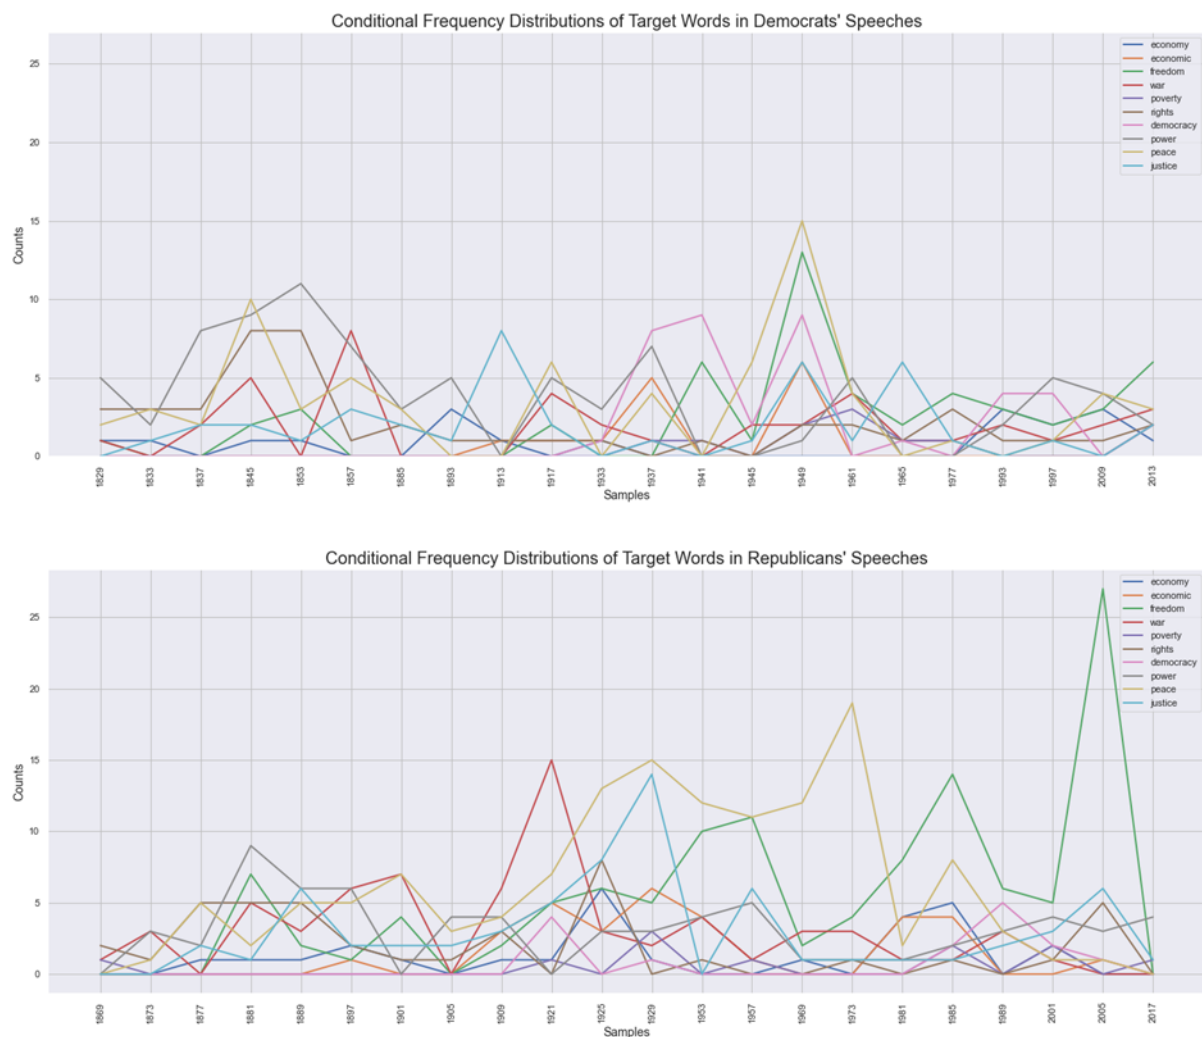 Conditional Frequency Distributions of Target Words in Democrats' Speeches
economy
economic
freedom
war
poverty
rights
democracy
power
peace
justice
25
20
15
10
5
0
Counts
1829 1833 1837 1845 1853 1857 1885 1893 1913 1917 1933 1937 1941 1945 1949 1961 1965 1977 1993 1997 2009 2013
Samples
Conditional Frequency Distributions of Target Words in Republicans' Speeches
economy
economic
freedom
war
poverty
rights
democracy
power
peace
justice
25
20
15
10
5
0
Counts
1869 1873 1877 1881 1889 1897 1901 1905 1909 1921 1925 1929 1953 1957 1969 1973 1981 1985 1989 2001 2005 2017
Samples